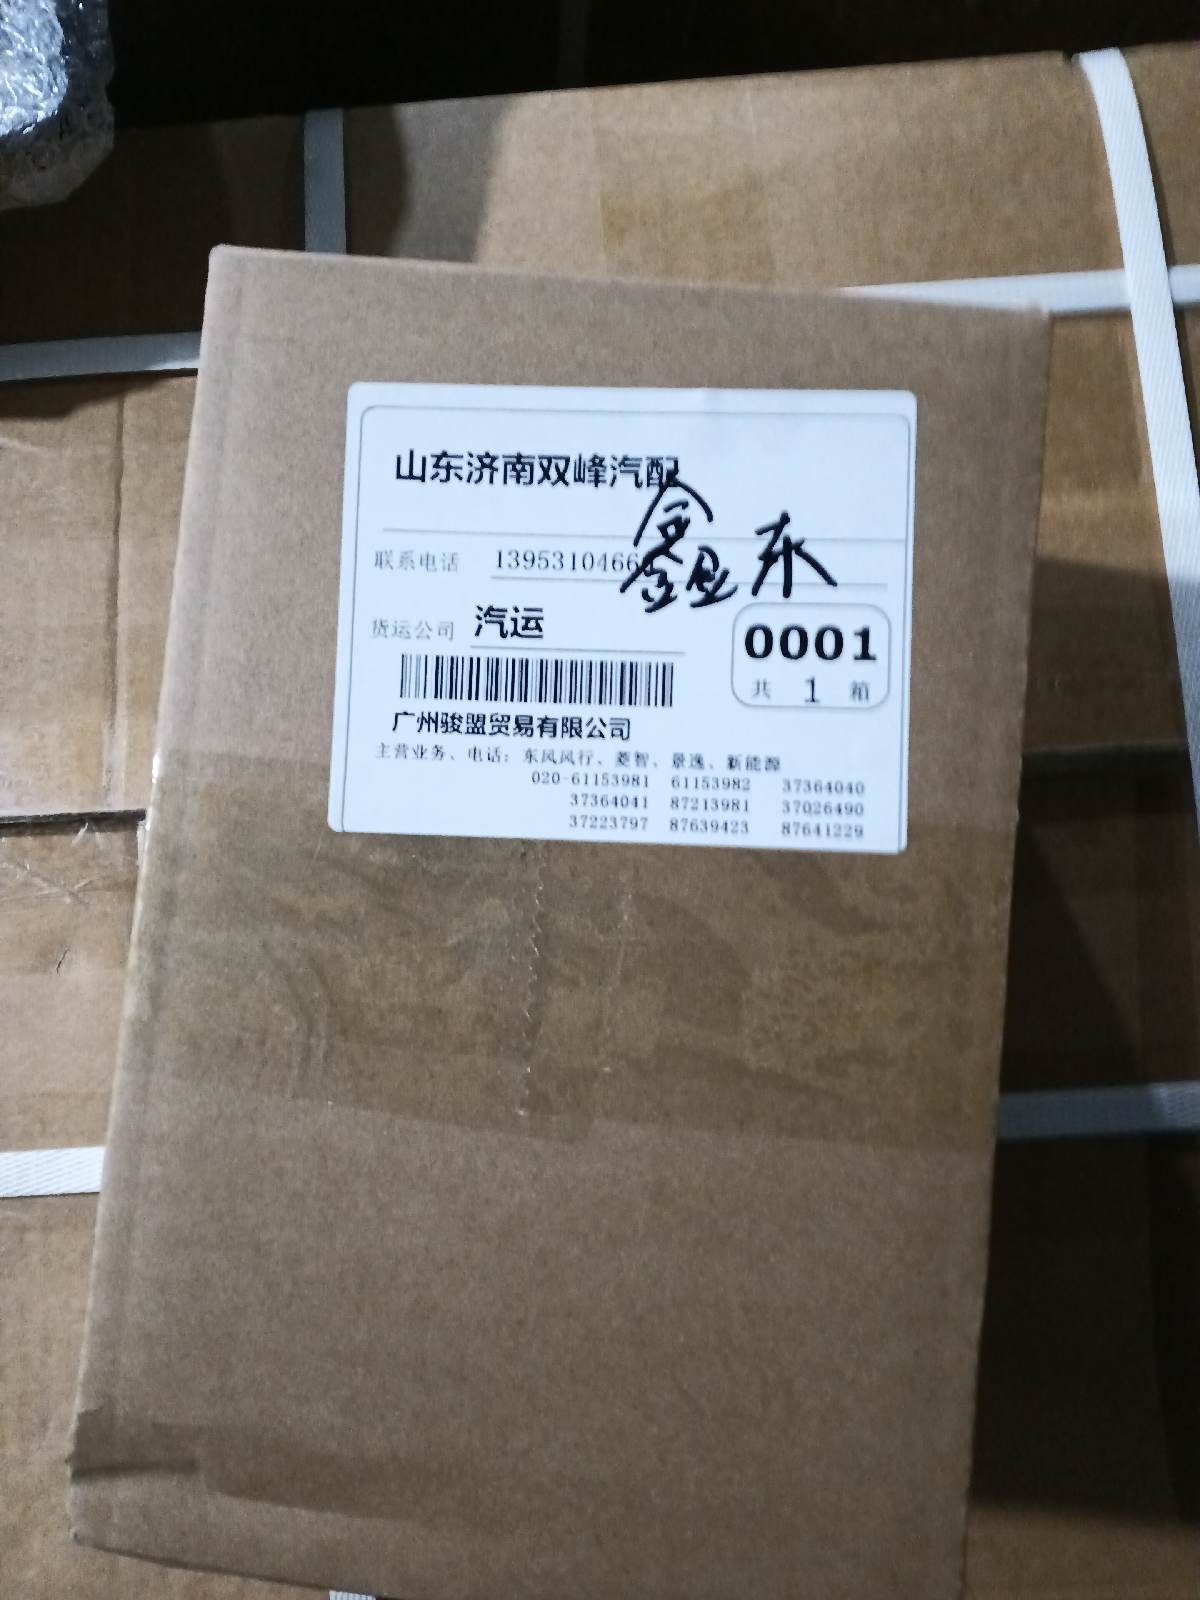 山东济南双峰汽配
鑫 东
联系电话 1395310466
货运公司 汽运
0001
共 1 箱
广州骏盟贸易有限公司
主营业务、电话：东风风行、菱智、景逸、新能源
020-61153981 61153982 37364040
37364041 87213981 37026490
37223797 87639423 87641229